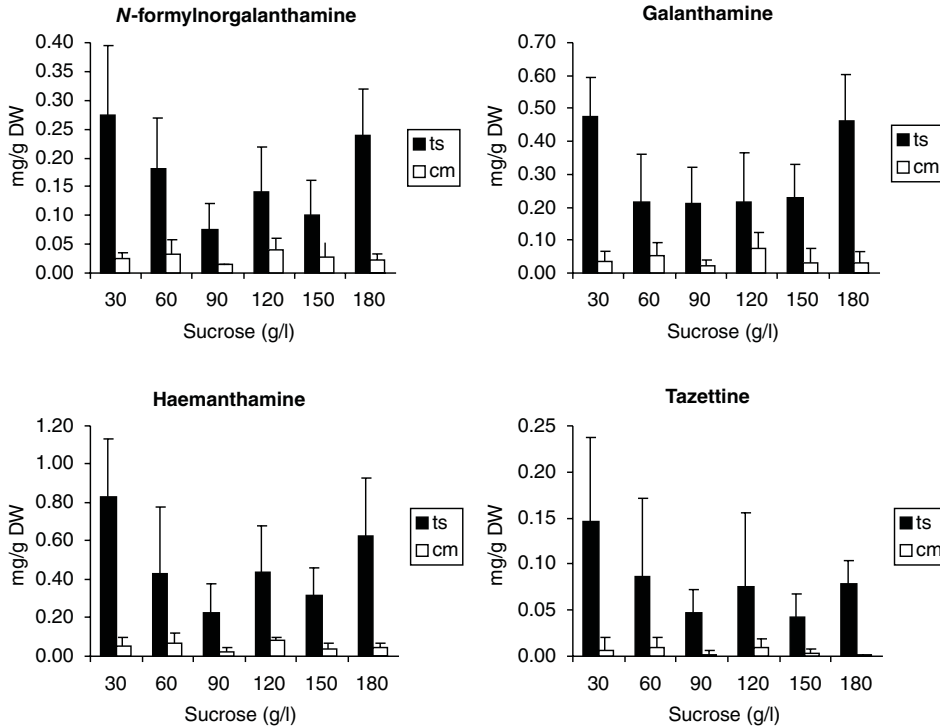 N-formylnorgalanthamine
mg/g DW
0.40
0.35
0.30
0.25
0.20
0.15
0.10
0.05
0.00
30 60 90 120 150 180
Sucrose (g/l)
ts
cm
Galanthamine
mg/g DW
0.70
0.60
0.50
0.40
0.30
0.20
0.10
0.00
30 60 90 120 150 180
Sucrose (g/l)
ts
cm
Haemanthamine
mg/g DW
1.20
1.00
0.80
0.60
0.40
0.20
0.00
30 60 90 120 150 180
Sucrose (g/l)
ts
cm
Tazettine
mg/g DW
0.25
0.20
0.15
0.10
0.05
0.00
30 60 90 120 150 180
Sucrose (g/l)
ts
cm